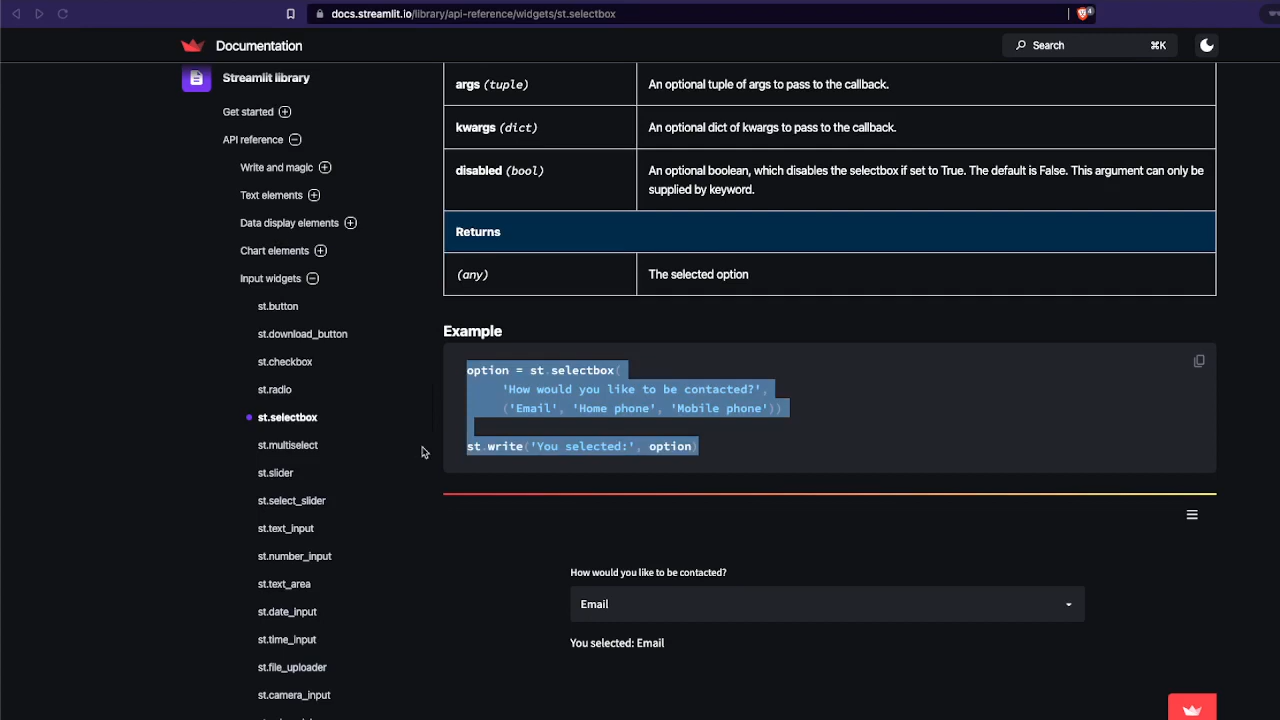 docs.streamlit.io/library/api-reference/widgets/st.selectbox
4
Documentation
Search
⌘K
Streamlit library
Get started
API reference
Write and magic
Text elements
Data display elements
Chart elements
Input widgets
st.button
st.download_button
st.checkbox
st.radio
st.selectbox
st.multiselect
st.slider
st.select_slider
st.text_input
st.number_input
st.text_area
st.date_input
st.time_input
st.file_uploader
st.camera_input
args (tuple)
An optional tuple of args to pass to the callback.
kwargs (dict)
An optional dict of kwargs to pass to the callback.
disabled (bool)
An optional boolean, which disables the selectbox if set to True. The default is False. This argument can only be
supplied by keyword.
Returns
(any)
The selected option
Example
option = st.selectbox(
'How would you like to be contacted?',
('Email', 'Home phone', 'Mobile phone'))
st.write('You selected:', option)
How would you like to be contacted?
Email
You selected: Email